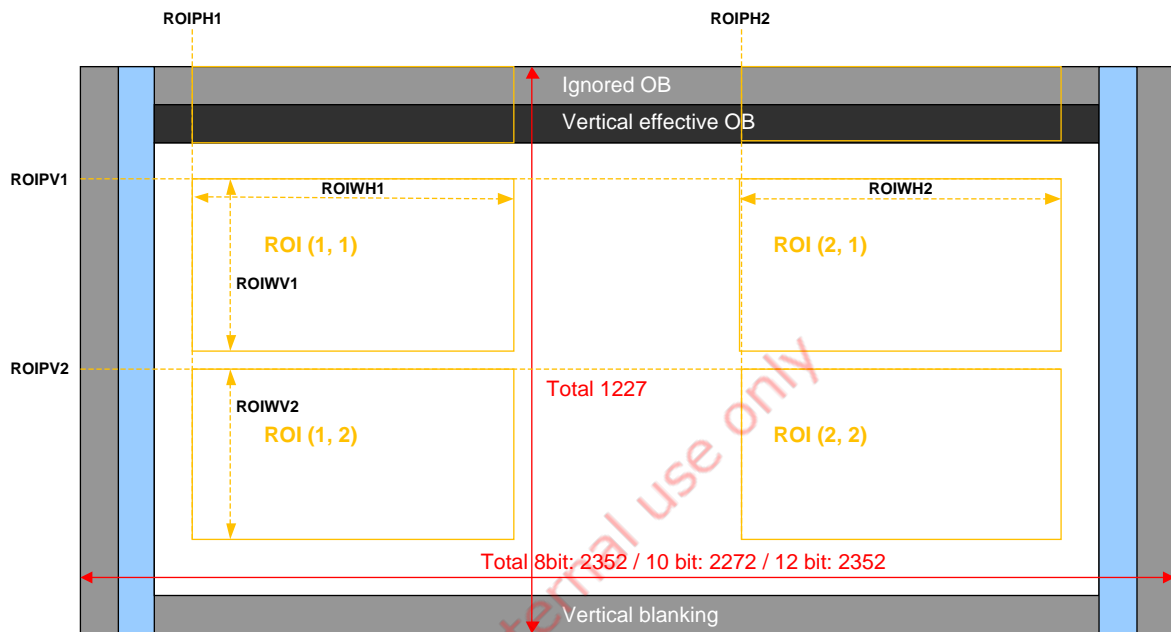 ROIPH1 ROIPH2
Ignored OB
Vertical effective OB
ROIPV1
ROIWH1 ROIWH2
ROI (1, 1) ROI (2, 1)
ROIWV1
ROIPV2
Total 1227
ROIWV2
ROI (1, 2) ROI (2, 2)
use only
Total 8bit: 2352 / 10 bit: 2272 / 12 bit: 2352
Vertical blanking